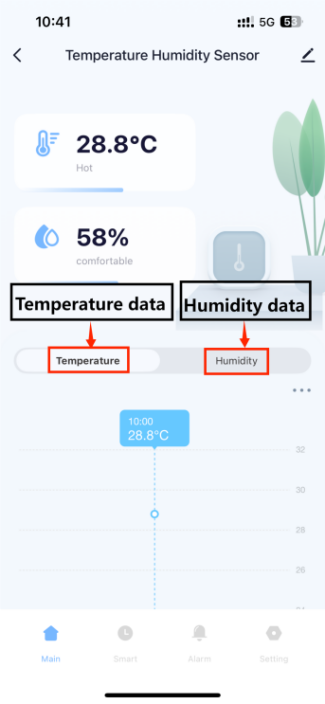 10:41
5G 53
Temperature Humidity Sensor
28.8°C
Hot
58%
comfortable
Temperature data
Humidity data
Temperature
Humidity
10:00
28.8°C
32
30
28
26
Main
Smart
Alarm
Setting